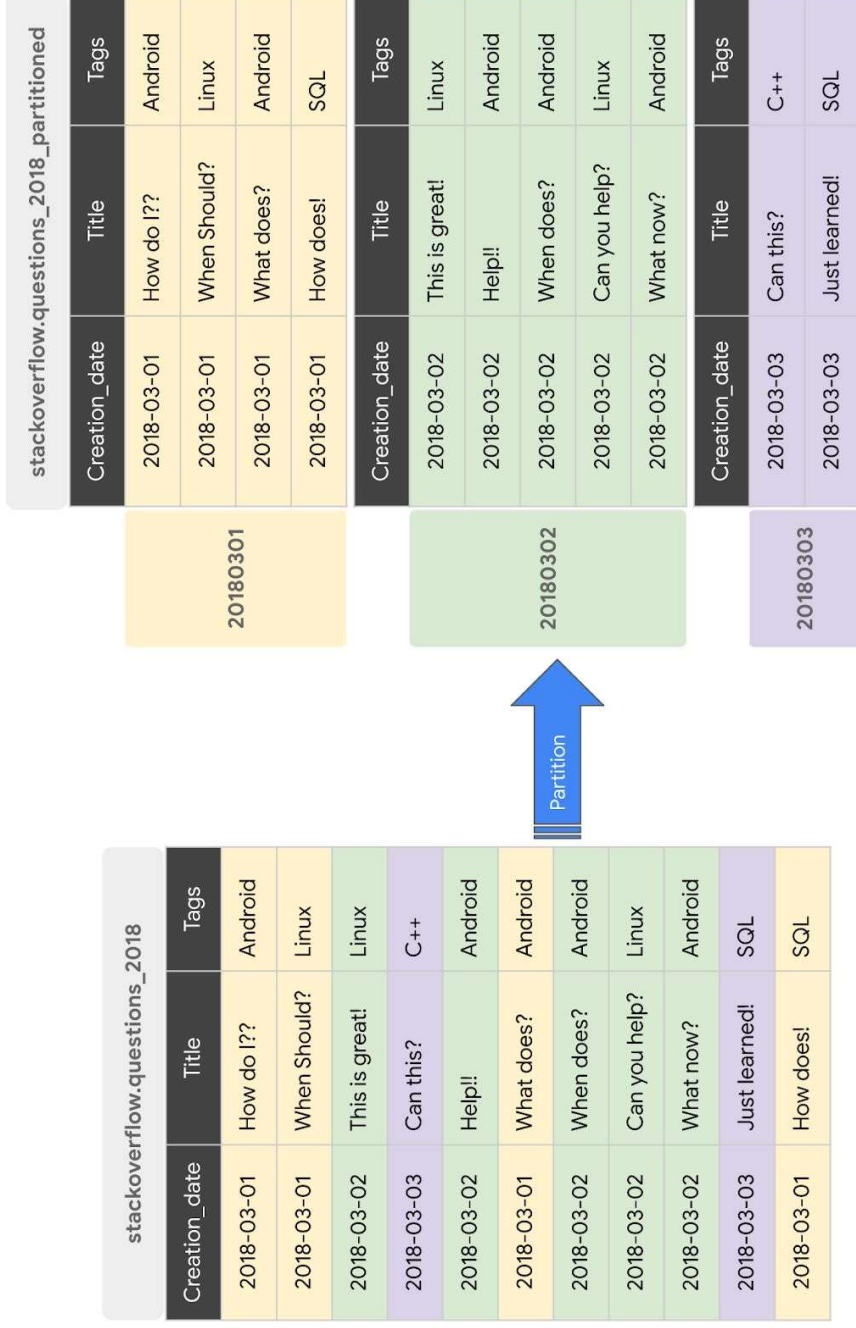 stackoverflow.questions_2018
Creation_date Title Tags
2018-03-01 How do I?? Android
2018-03-01 When Should? Linux
2018-03-02 This is great! Linux
2018-03-03 Can this? C++
2018-03-02 Help!! Android
2018-03-01 What does? Android
2018-03-02 When does? Android
2018-03-02 Can you help? Linux
2018-03-02 What now? Android
2018-03-03 Just learned! SQL
2018-03-01 How does! SQL
Partition
stackoverflow.questions_2018_partitioned
20180301
Creation_date Title Tags
2018-03-01 How do I?? Android
2018-03-01 When Should? Linux
2018-03-01 What does? Android
2018-03-01 How does! SQL
20180302
Creation_date Title Tags
2018-03-02 This is great! Linux
2018-03-02 Help!! Android
2018-03-02 When does? Android
2018-03-02 Can you help? Linux
2018-03-02 What now? Android
20180303
Creation_date Title Tags
2018-03-03 Can this? C++
2018-03-03 Just learned! SQL